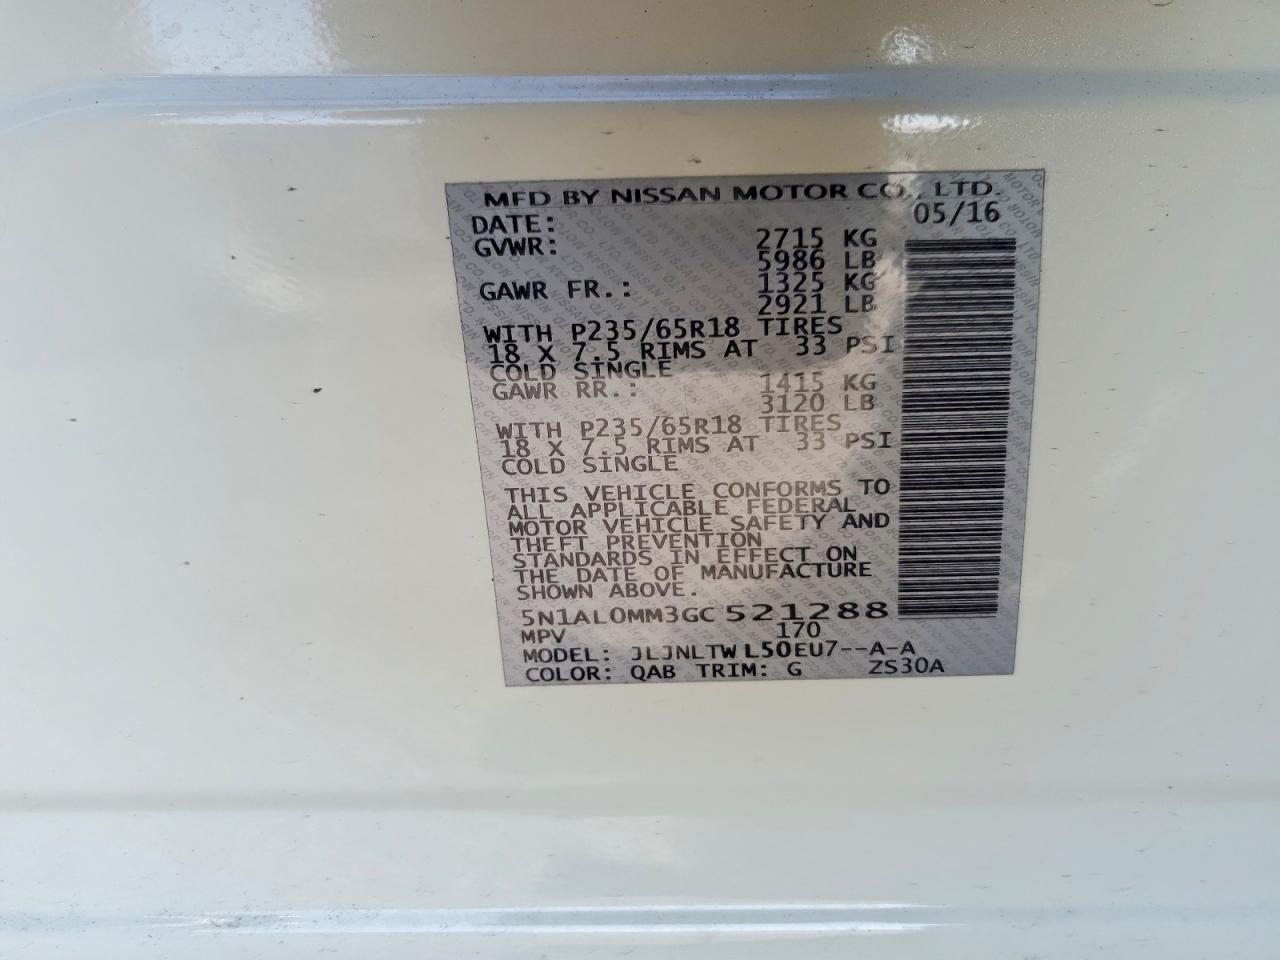 MFD BY NISSAN MOTOR CO., LTD.
DATE: 05/16
GVWR: 2715 KG
5986 LB
GAWR FR.: 1325 KG
2921 LB
WITH P235/65R18 TIRES
18 X 7.5 RIMS AT 33 PSI
COLD SINGLE
GAWR RR.: 1415 KG
3120 LB
WITH P235/65R18 TIRES
18 X 7.5 RIMS AT 33 PSI
COLD SINGLE
THIS VEHICLE CONFORMS TO
ALL APPLICABLE FEDERAL
MOTOR VEHICLE SAFETY AND
THEFT PREVENTION
STANDARDS IN EFFECT ON
THE DATE OF MANUFACTURE
SHOWN ABOVE.
5N1AL0MM3GC521288
MPV 170
MODEL: JLJNLTWL50EU7--A-A
COLOR: QAB TRIM: G ZS30A